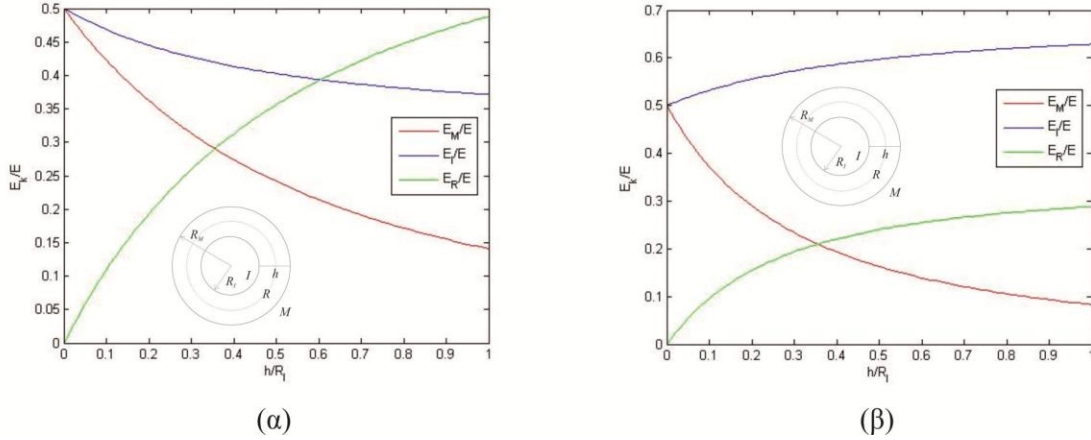 0.5
0.45
0.4
0.35
0.3
0.25
0.2
0.15
0.1
0.05
0
E_k/E
0 0.1 0.2 0.3 0.4 0.5 0.6 0.7 0.8 0.9 1
h/R_I
E_M/E
E_I/E
E_R/E
R_M
R_I
I
h
R
M
(α)
0.7
0.6
0.5
0.4
0.3
0.2
0.1
0
E_k/E
0 0.1 0.2 0.3 0.4 0.5 0.6 0.7 0.8 0.9 1
h/R_I
E_M/E
E_I/E
E_R/E
R_M
R_I
I
h
R
M
(β)